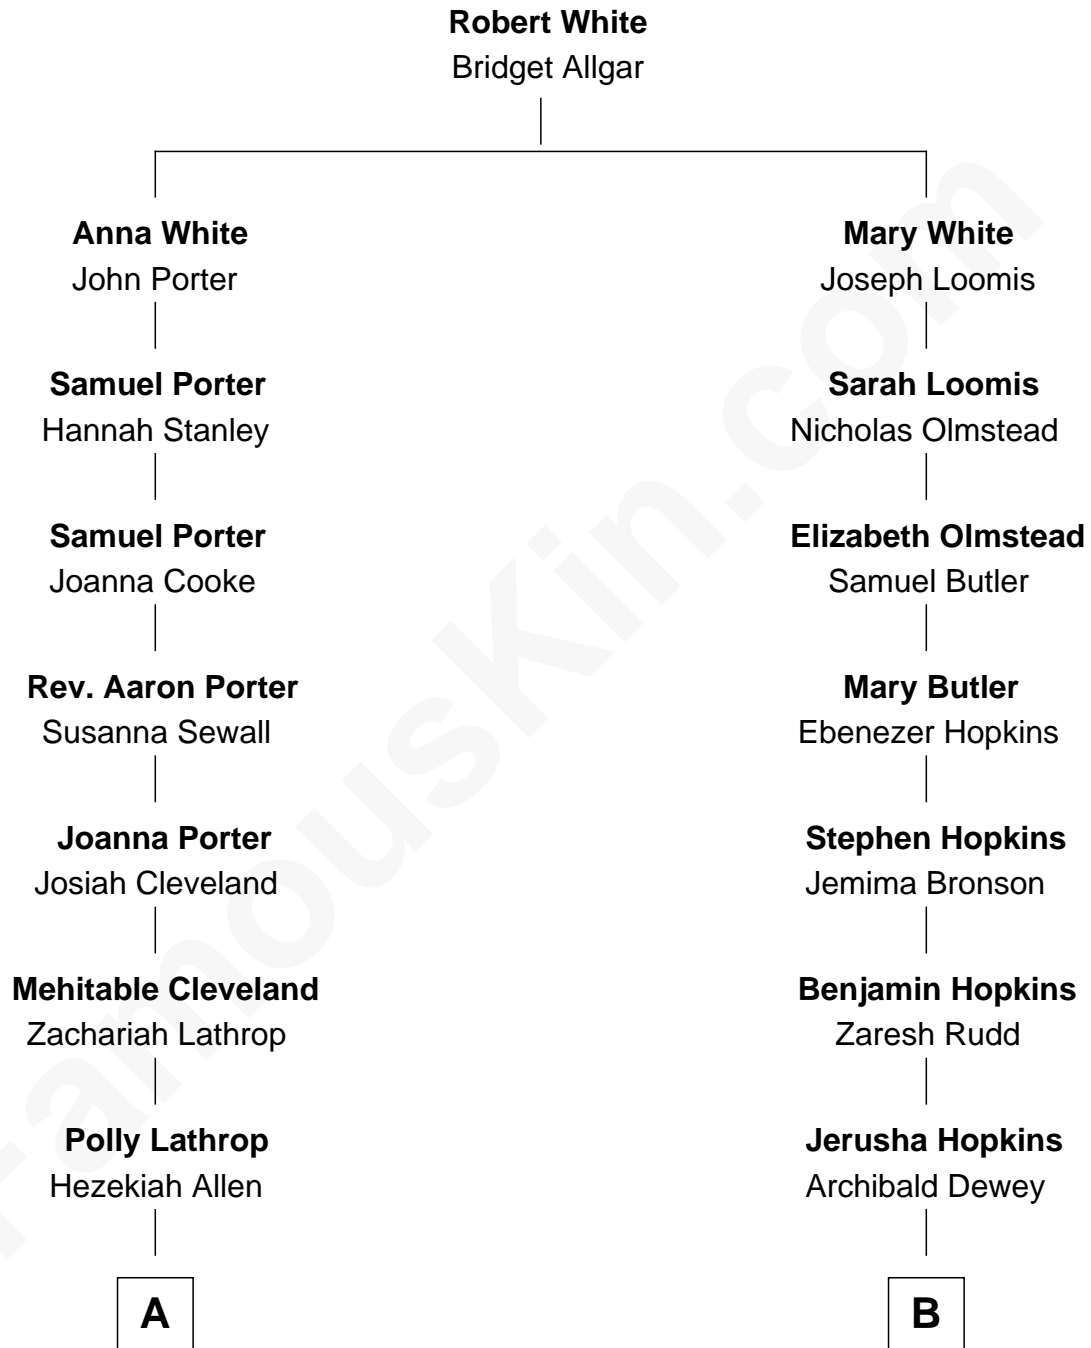 Robert White
Bridget Allgar
Anna White
John Porter
Mary White
Joseph Loomis
Samuel Porter
Hannah Stanley
Sarah Loomis
Nicholas Olmstead
Samuel Porter
Joanna Cooke
Elizabeth Olmstead
Samuel Butler
Rev. Aaron Porter
Susanna Sewall
Mary Butler
Ebenezer Hopkins
Joanna Porter
Josiah Cleveland
Stephen Hopkins
Jemima Bronson
Mehitable Cleveland
Zachariah Lathrop
Benjamin Hopkins
Zaresh Rudd
Polly Lathrop
Hezekiah Allen
Jerusha Hopkins
Archibald Dewey
A
B
FamousKin.com